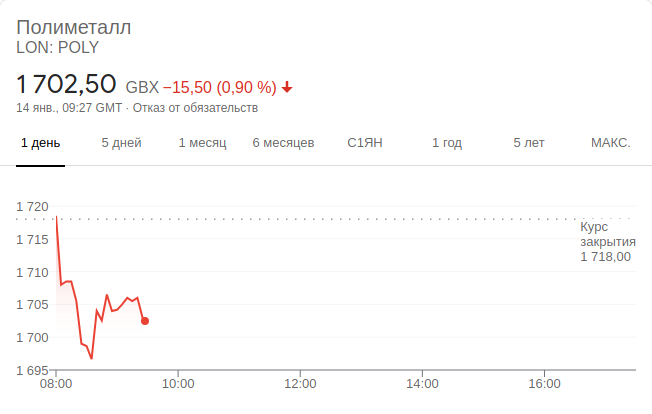 Полиметалл
LON: POLY
1 702,50 GBX −15,50 (0,90 %)
14 янв., 09:27 GMT · Отказ от обязательств
1 день 5 дней 1 месяц 6 месяцев С1ЯН 1 год 5 лет МАКС.
1 720
Курс
1 715
закрытия
1 718,00
1 710
1 705
1 700
1 695
08:00 10:00 12:00 14:00 16:00